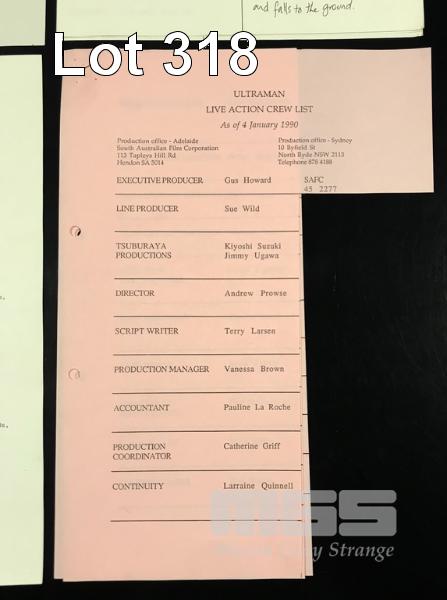 and falls to the ground.
Lot 318
ULTRAMAN
LIVE ACTION CREW LIST
As of 4 January 1990
Production office - Adelaide
South Australian Film Corporation
113 Tapleys Hill Rd
Hendon SA 5014
Production office - Sydney
10 Byfield St
North Ryde NSW 2113
Telephone 878 4188
EXECUTIVE PRODUCER Gus Howard SAFC
45 2277
LINE PRODUCER Sue Wild
TSUBURAYA Kiyoshi Suzuki
PRODUCTIONS Jimmy Ugawa
DIRECTOR Andrew Prowse
SCRIPT WRITER Terry Larsen
PRODUCTION MANAGER Vanessa Brown
ACCOUNTANT Pauline La Roche
PRODUCTION Catherine Griff
COORDINATOR
CONTINUITY Larraine Quinnell
MGS
Strange